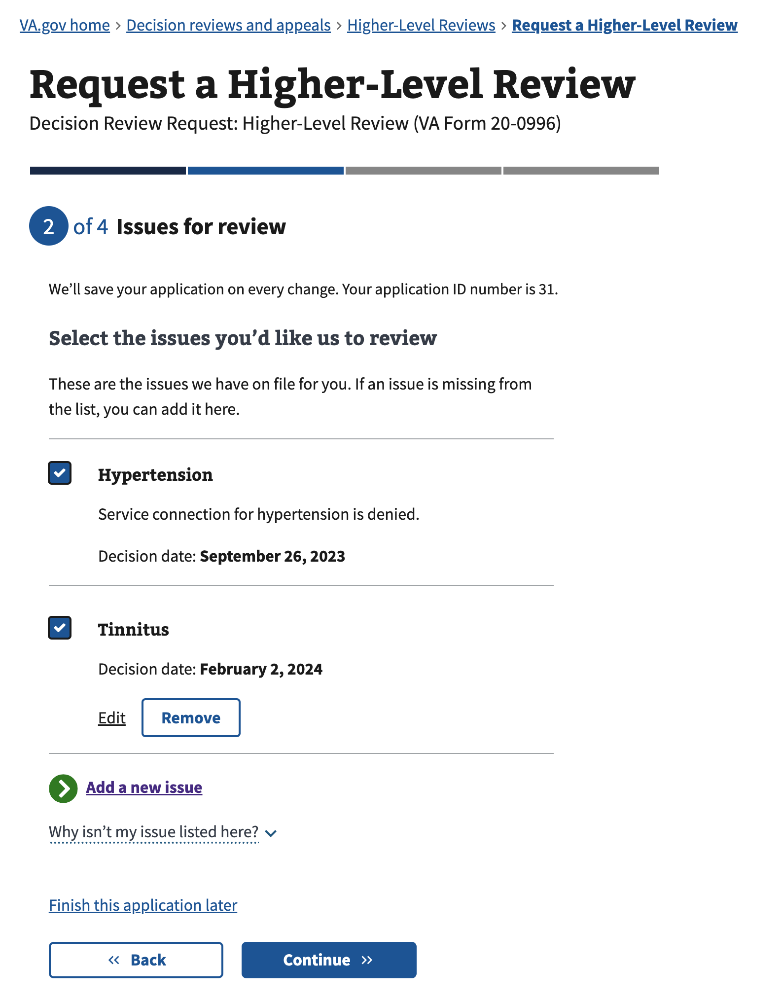 VA.gov home > Decision reviews and appeals > Higher-Level Reviews > Request a Higher-Level Review
Request a Higher-Level Review
Decision Review Request: Higher-Level Review (VA Form 20-0996)
2 of 4 Issues for review
We’ll save your application on every change. Your application ID number is 31.
Select the issues you’d like us to review
These are the issues we have on file for you. If an issue is missing from
the list, you can add it here.
Hypertension
Service connection for hypertension is denied.
Decision date: September 26, 2023
Tinnitus
Decision date: February 2, 2024
Edit Remove
Add a new issue
Why isn’t my issue listed here?
Finish this application later
« Back Continue »